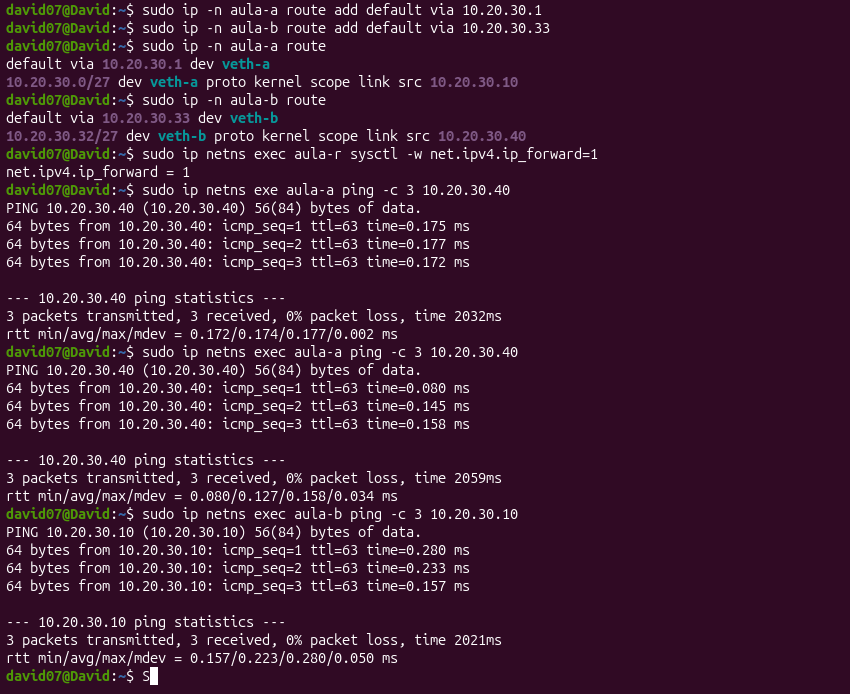 david07@David:~$ sudo ip -n aula-a route add default via 10.20.30.1
david07@David:~$ sudo ip -n aula-b route add default via 10.20.30.33
david07@David:~$ sudo ip -n aula-a route
default via 10.20.30.1 dev veth-a
10.20.30.0/27 dev veth-a proto kernel scope link src 10.20.30.10
david07@David:~$ sudo ip -n aula-b route
default via 10.20.30.33 dev veth-b
10.20.30.32/27 dev veth-b proto kernel scope link src 10.20.30.40
david07@David:~$ sudo ip netns exec aula-r sysctl -w net.ipv4.ip_forward=1
net.ipv4.ip_forward = 1
david07@David:~$ sudo ip netns exe aula-a ping -c 3 10.20.30.40
PING 10.20.30.40 (10.20.30.40) 56(84) bytes of data.
64 bytes from 10.20.30.40: icmp_seq=1 ttl=63 time=0.175 ms
64 bytes from 10.20.30.40: icmp_seq=2 ttl=63 time=0.177 ms
64 bytes from 10.20.30.40: icmp_seq=3 ttl=63 time=0.172 ms

--- 10.20.30.40 ping statistics ---
3 packets transmitted, 3 received, 0% packet loss, time 2032ms
rtt min/avg/max/mdev = 0.172/0.174/0.177/0.002 ms
david07@David:~$ sudo ip netns exec aula-a ping -c 3 10.20.30.40
PING 10.20.30.40 (10.20.30.40) 56(84) bytes of data.
64 bytes from 10.20.30.40: icmp_seq=1 ttl=63 time=0.080 ms
64 bytes from 10.20.30.40: icmp_seq=2 ttl=63 time=0.145 ms
64 bytes from 10.20.30.40: icmp_seq=3 ttl=63 time=0.158 ms

--- 10.20.30.40 ping statistics ---
3 packets transmitted, 3 received, 0% packet loss, time 2059ms
rtt min/avg/max/mdev = 0.080/0.127/0.158/0.034 ms
david07@David:~$ sudo ip netns exec aula-b ping -c 3 10.20.30.10
PING 10.20.30.10 (10.20.30.10) 56(84) bytes of data.
64 bytes from 10.20.30.10: icmp_seq=1 ttl=63 time=0.280 ms
64 bytes from 10.20.30.10: icmp_seq=2 ttl=63 time=0.233 ms
64 bytes from 10.20.30.10: icmp_seq=3 ttl=63 time=0.157 ms

--- 10.20.30.10 ping statistics ---
3 packets transmitted, 3 received, 0% packet loss, time 2021ms
rtt min/avg/max/mdev = 0.157/0.223/0.280/0.050 ms
david07@David:~$ S